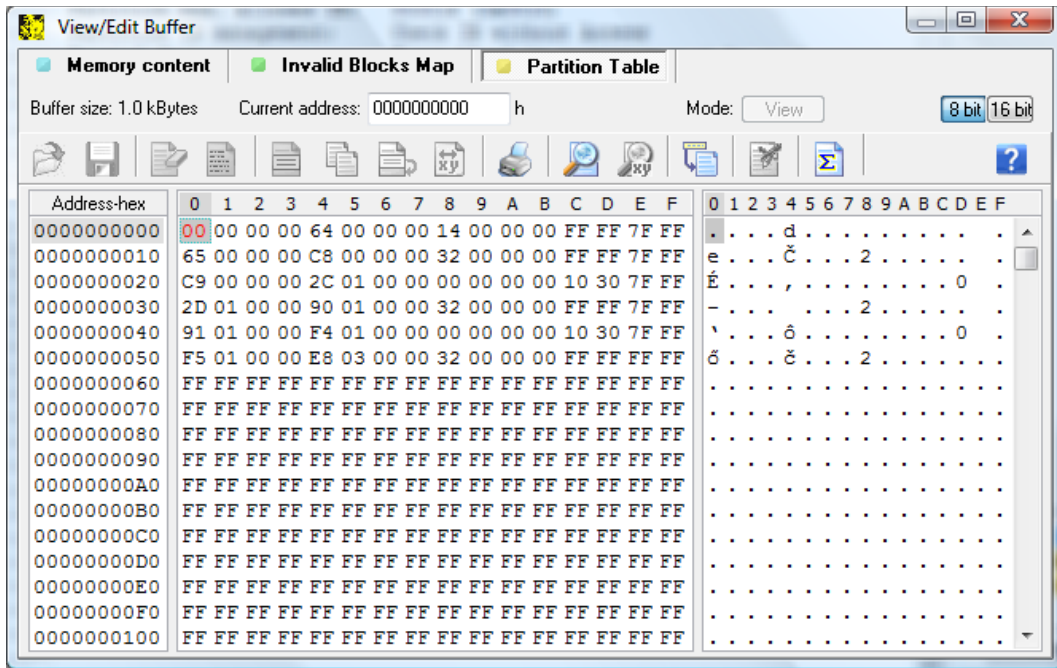 View/Edit Buffer
Memory content Invalid Blocks Map Partition Table
Buffer size: 1.0 kBytes Current address: 0000000000 h Mode: View 8 bit 16 bit
Address-hex 0 1 2 3 4 5 6 7 8 9 A B C D E F 0 1 2 3 4 5 6 7 8 9 A B C D E F
0000000000 00 00 00 00 64 00 00 00 14 00 00 00 FF FF 7F FF . . . . d . . . . . . . . . .
0000000010 65 00 00 00 C8 00 00 00 32 00 00 00 FF FF 7F FF e . . . Č . . . 2 . . . . . .
0000000020 C9 00 00 00 2C 01 00 00 00 00 00 00 10 30 7F FF É . . . , . . . . . . . . 0 .
0000000030 2D 01 00 00 90 01 00 00 32 00 00 00 FF FF 7F FF - . . . . . . 2 . . . . . .
0000000040 91 01 00 00 F4 01 00 00 00 00 00 00 10 30 7F FF ‘ . . . ô . . . . . . . . 0 .
0000000050 F5 01 00 00 E8 03 00 00 32 00 00 00 FF FF FF FF ő . . . č . . . 2 . . . . . . .
0000000060 FF FF FF FF FF FF FF FF FF FF FF FF FF FF FF FF . . . . . . . . . . . . . . . .
0000000070 FF FF FF FF FF FF FF FF FF FF FF FF FF FF FF FF . . . . . . . . . . . . . . . .
0000000080 FF FF FF FF FF FF FF FF FF FF FF FF FF FF FF FF . . . . . . . . . . . . . . . .
0000000090 FF FF FF FF FF FF FF FF FF FF FF FF FF FF FF FF . . . . . . . . . . . . . . . .
00000000A0 FF FF FF FF FF FF FF FF FF FF FF FF FF FF FF FF . . . . . . . . . . . . . . . .
00000000B0 FF FF FF FF FF FF FF FF FF FF FF FF FF FF FF FF . . . . . . . . . . . . . . . .
00000000C0 FF FF FF FF FF FF FF FF FF FF FF FF FF FF FF FF . . . . . . . . . . . . . . . .
00000000D0 FF FF FF FF FF FF FF FF FF FF FF FF FF FF FF FF . . . . . . . . . . . . . . . .
00000000E0 FF FF FF FF FF FF FF FF FF FF FF FF FF FF FF FF . . . . . . . . . . . . . . . .
00000000F0 FF FF FF FF FF FF FF FF FF FF FF FF FF FF FF FF . . . . . . . . . . . . . . . .
0000000100 FF FF FF FF FF FF FF FF FF FF FF FF FF FF FF FF . . . . . . . . . . . . . . . .